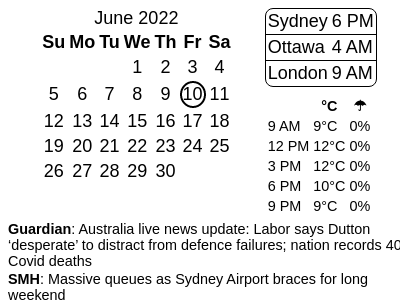 June 2022
Su Mo Tu We Th Fr Sa
1 2 3 4
5 6 7 8 9 10 11
12 13 14 15 16 17 18
19 20 21 22 23 24 25
26 27 28 29 30
Sydney 6 PM
Ottawa 4 AM
London 9 AM
°C ☂
9 AM 9°C 0%
12 PM 12°C 0%
3 PM 12°C 0%
6 PM 10°C 0%
9 PM 9°C 0%
Guardian: Australia live news update: Labor says Dutton
‘desperate’ to distract from defence failures; nation records 40
Covid deaths
SMH: Massive queues as Sydney Airport braces for long
weekend